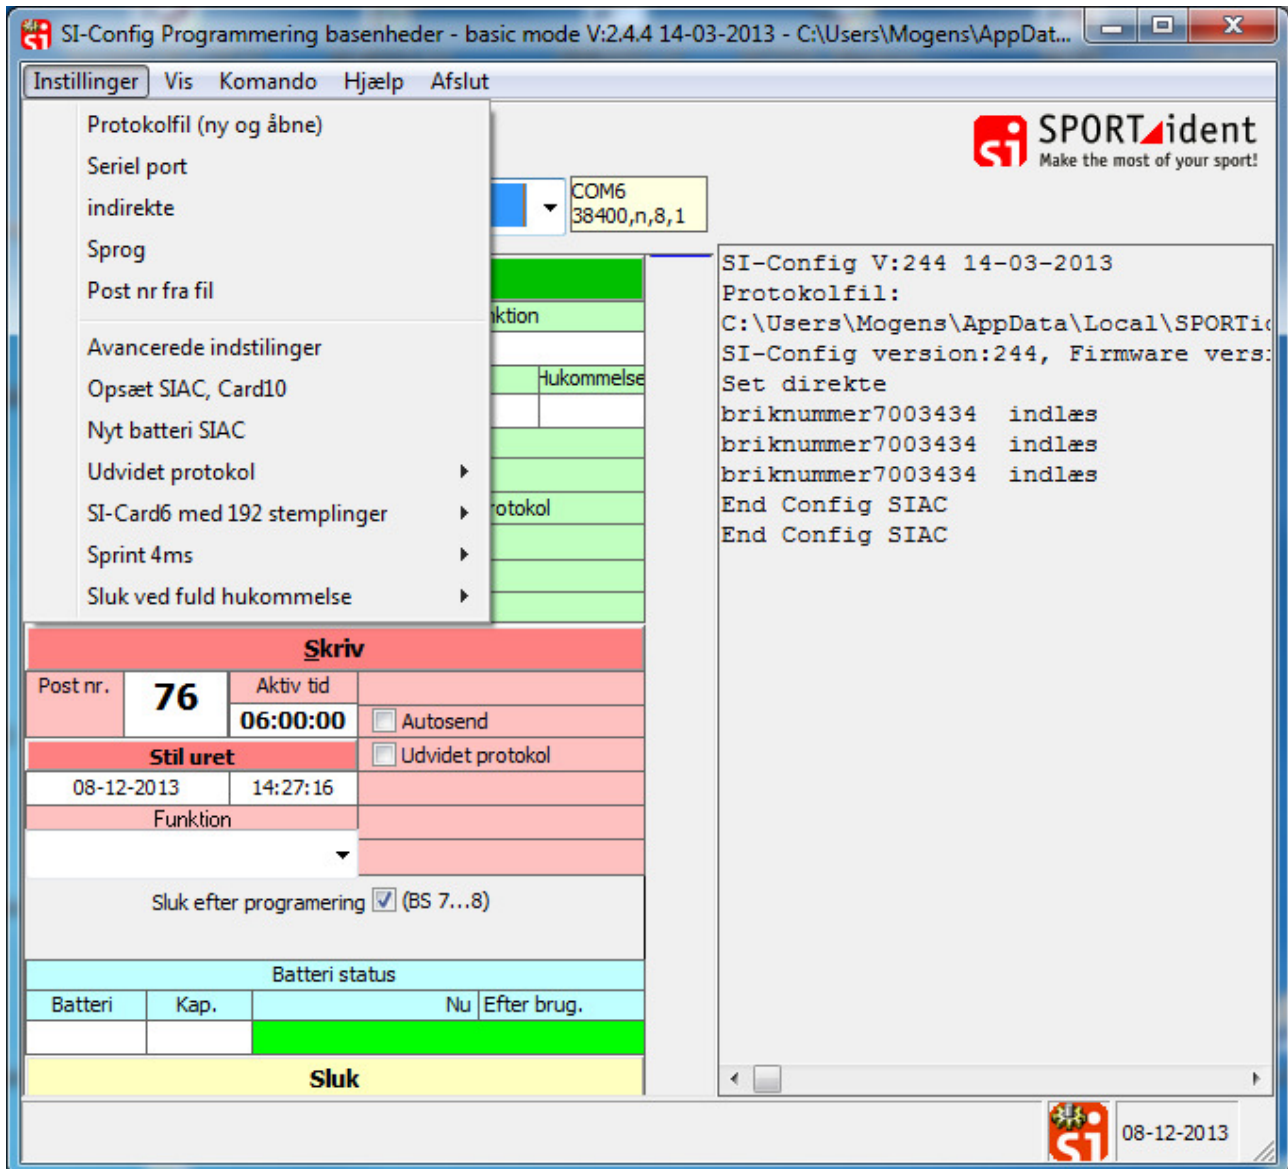 SI-Config Programmering basenheder - basic mode V:2.4.4 14-03-2013 - C:\Users\Mogens\AppDat...
Instillinger Vis Komando Hjælp Afslut
Protokolfil (ny og åbne)
Seriel port
indirekte
Sprog
Post nr fra fil
Avancerede indstilinger
Opsæt SIAC, Card10
Nyt batteri SIAC
Udvidet protokol
SI-Card6 med 192 stemplinger
Sprint 4ms
Sluk ved fuld hukommelse
SPORTident
Make the most of your sport!
COM6
38400,n,8,1
SI-Config V:244 14-03-2013
Protokolfil:
C:\Users\Mogens\AppData\Local\SPORTi
SI-Config version:244, Firmware vers
Set direkte
briknummer7003434 indlæs
briknummer7003434 indlæs
briknummer7003434 indlæs
End Config SIAC
End Config SIAC
Skriv
Post nr. 76 Aktiv tid
06:00:00 Autosend
Stil uret Udvidet protokol
08-12-2013 14:27:16
Funktion
Sluk efter programering (BS 7...8)
Batteri status
Batteri Kap. Nu Efter brug.
Sluk
si 08-12-2013